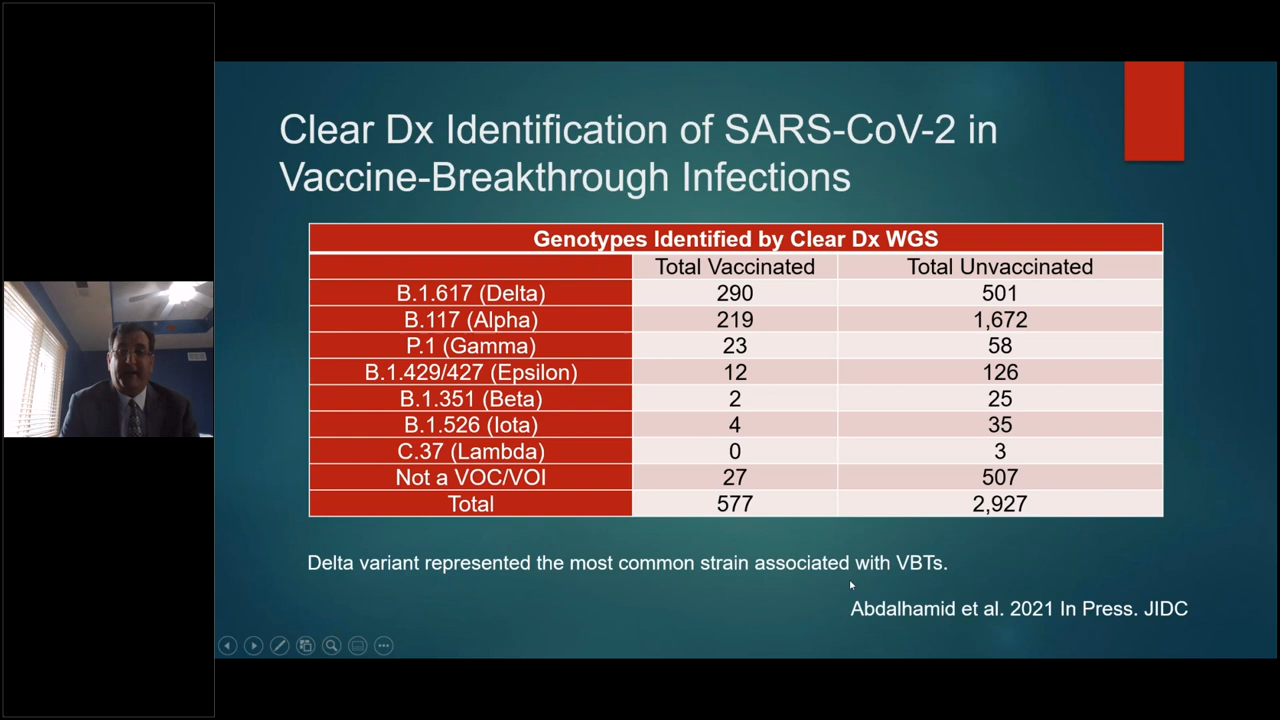 Clear Dx Identification of SARS-CoV-2 in
Vaccine-Breakthrough Infections
Genotypes Identified by Clear Dx WGS
Total Vaccinated Total Unvaccinated
B.1.617 (Delta) 290 501
B.117 (Alpha) 219 1,672
P.1 (Gamma) 23 58
B.1.429/427 (Epsilon) 12 126
B.1.351 (Beta) 2 25
B.1.526 (Iota) 4 35
C.37 (Lambda) 0 3
Not a VOC/VOI 27 507
Total 577 2,927
Delta variant represented the most common strain associated with VBTs.
Abdalhamid et al. 2021 In Press. JIDC